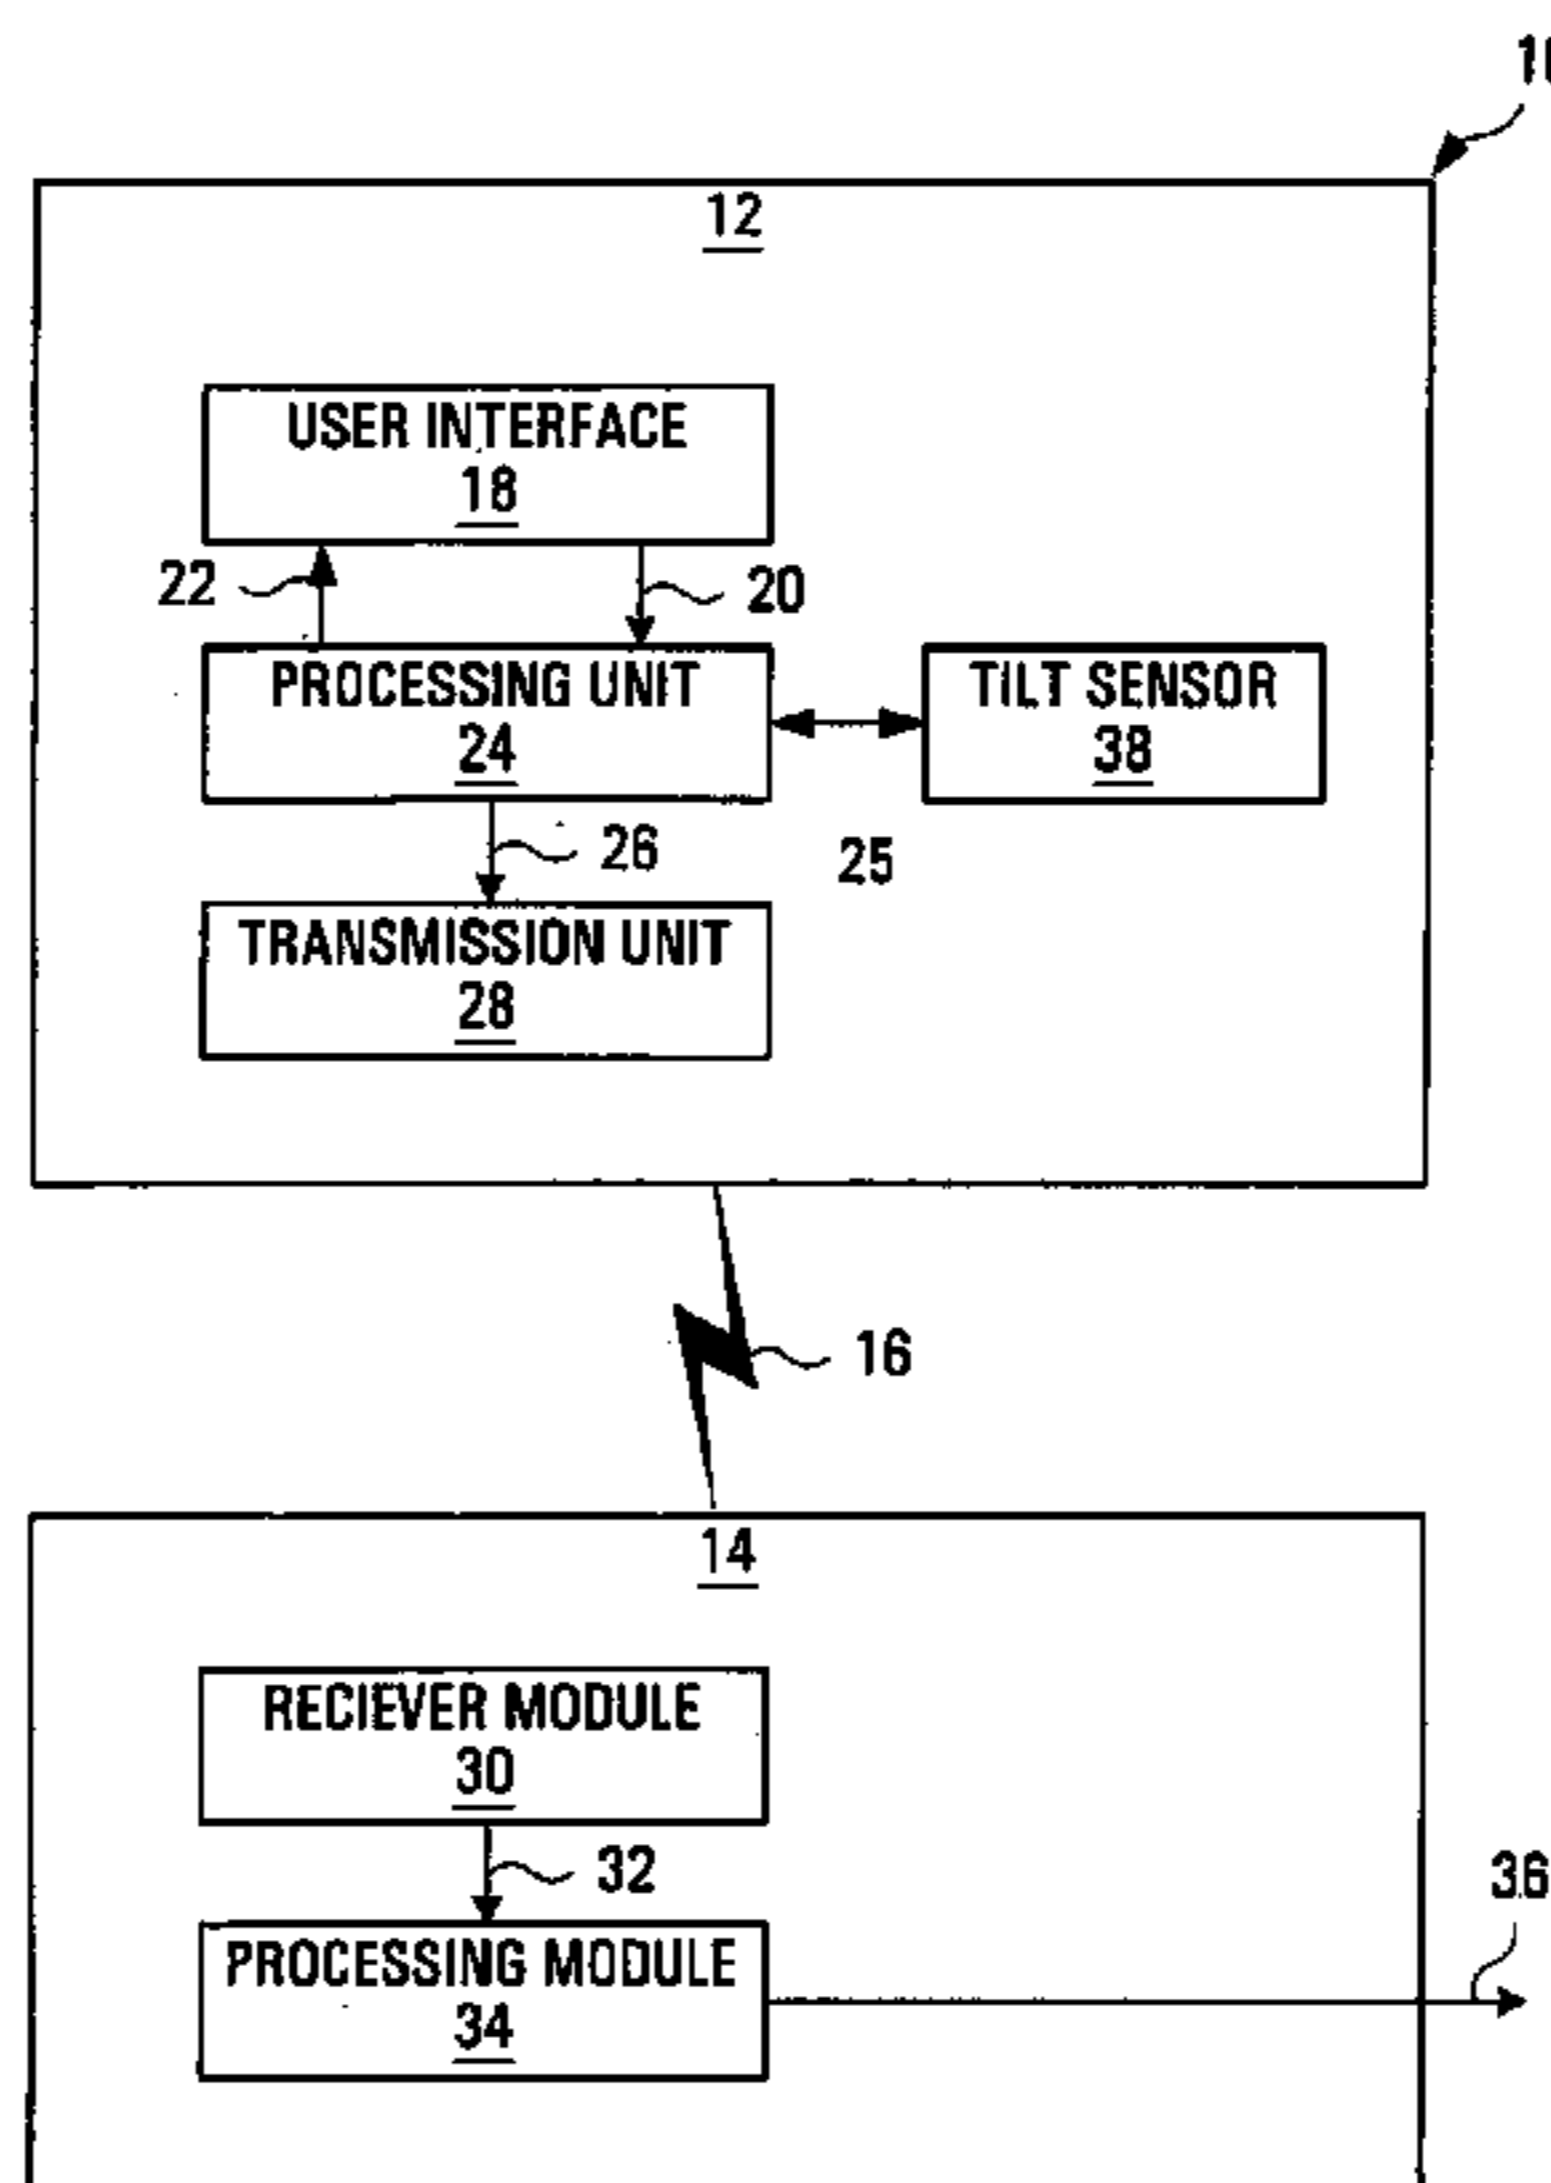 12
USER INTERFACE
18
22
20
PROCESSING UNIT
24
TILT SENSOR
38
26
25
TRANSMISSION UNIT
28
16
14
RECIEVER MODULE
30
32
36
PROCESSING MODULE
34